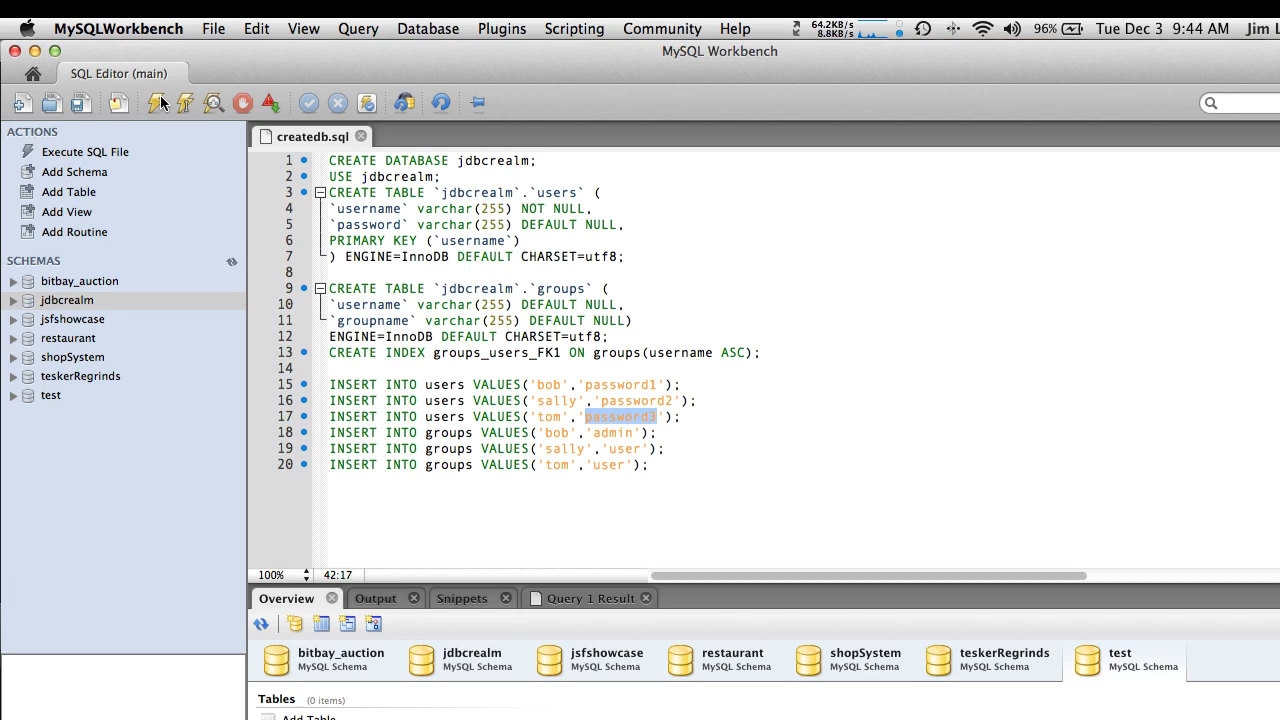 MySQLWorkbench File Edit View Query Database Plugins Scripting Community Help 64.2KB/s 8.8KB/s 96% Tue Dec 3 9:44 AM Jim L
MySQL Workbench
SQL Editor (main)
ACTIONS
Execute SQL File
Add Schema
Add Table
Add View
Add Routine
SCHEMAS
bitbay_auction
jdbcrealm
jsfshowcase
restaurant
shopSystem
teskerRegrinds
test
createdb.sql
1 CREATE DATABASE jdbcrealm;
2 USE jdbcrealm;
3 CREATE TABLE `jdbcrealm`.`users` (
4 `username` varchar(255) NOT NULL,
5 `password` varchar(255) DEFAULT NULL,
6 PRIMARY KEY (`username`)
7 ) ENGINE=InnoDB DEFAULT CHARSET=utf8;
8
9 CREATE TABLE `jdbcrealm`.`groups` (
10 `username` varchar(255) DEFAULT NULL,
11 `groupname` varchar(255) DEFAULT NULL)
12 ENGINE=InnoDB DEFAULT CHARSET=utf8;
13 CREATE INDEX groups_users_FK1 ON groups(username ASC);
14
15 INSERT INTO users VALUES('bob','password1');
16 INSERT INTO users VALUES('sally','password2');
17 INSERT INTO users VALUES('tom','password3');
18 INSERT INTO groups VALUES('bob','admin');
19 INSERT INTO groups VALUES('sally','user');
20 INSERT INTO groups VALUES('tom','user');
100% 42:17
Overview Output Snippets Query 1 Result
bitbay_auction jdbcrealm jsfshowcase restaurant shopSystem teskerRegrinds test
MySQL Schema MySQL Schema MySQL Schema MySQL Schema MySQL Schema MySQL Schema MySQL Schema
Tables (0 items)
Add Table